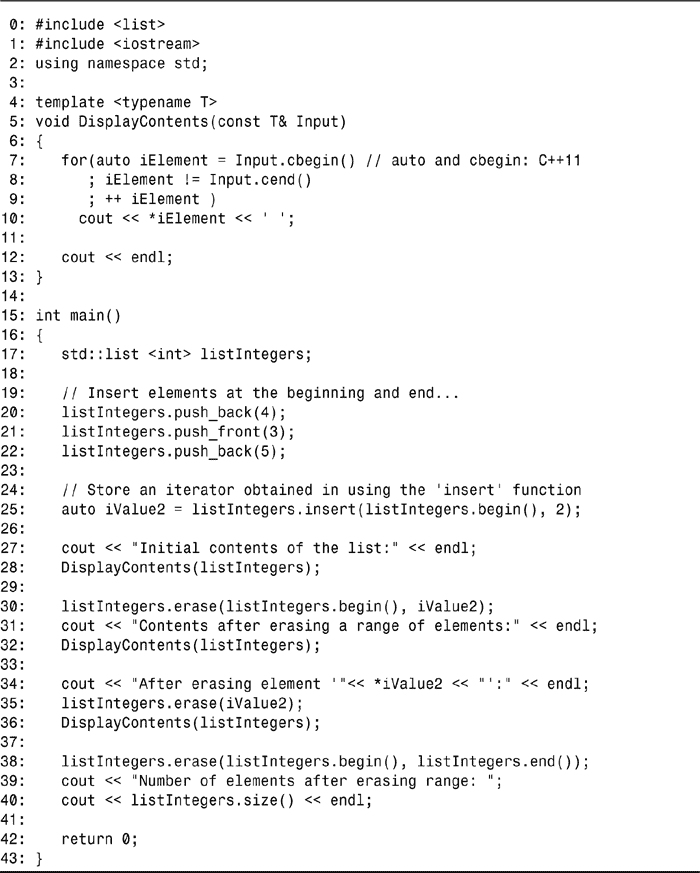 0: #include <list>
1: #include <iostream>
2: using namespace std;
3:
4: template <typename T>
5: void DisplayContents(const T& Input)
6: {
7:    for(auto iElement = Input.cbegin() // auto and cbegin: C++11
8:       ; iElement != Input.cend()
9:       ; ++ iElement )
10:      cout << *iElement << ' ';
11:
12:    cout << endl;
13: }
14:
15: int main()
16: {
17:    std::list <int> listIntegers;
18:
19:    // Insert elements at the beginning and end...
20:    listIntegers.push_back(4);
21:    listIntegers.push_front(3);
22:    listIntegers.push_back(5);
23:
24:    // Store an iterator obtained in using the 'insert' function
25:    auto iValue2 = listIntegers.insert(listIntegers.begin(), 2);
26:
27:    cout << "Initial contents of the list:" << endl;
28:    DisplayContents(listIntegers);
29:
30:    listIntegers.erase(listIntegers.begin(), iValue2);
31:    cout << "Contents after erasing a range of elements:" << endl;
32:    DisplayContents(listIntegers);
33:
34:    cout << "After erasing element '"<< *iValue2 << "':" << endl;
35:    listIntegers.erase(iValue2);
36:    DisplayContents(listIntegers);
37:
38:    listIntegers.erase(listIntegers.begin(), listIntegers.end());
39:    cout << "Number of elements after erasing range: ";
40:    cout << listIntegers.size() << endl;
41:
42:    return 0;
43: }